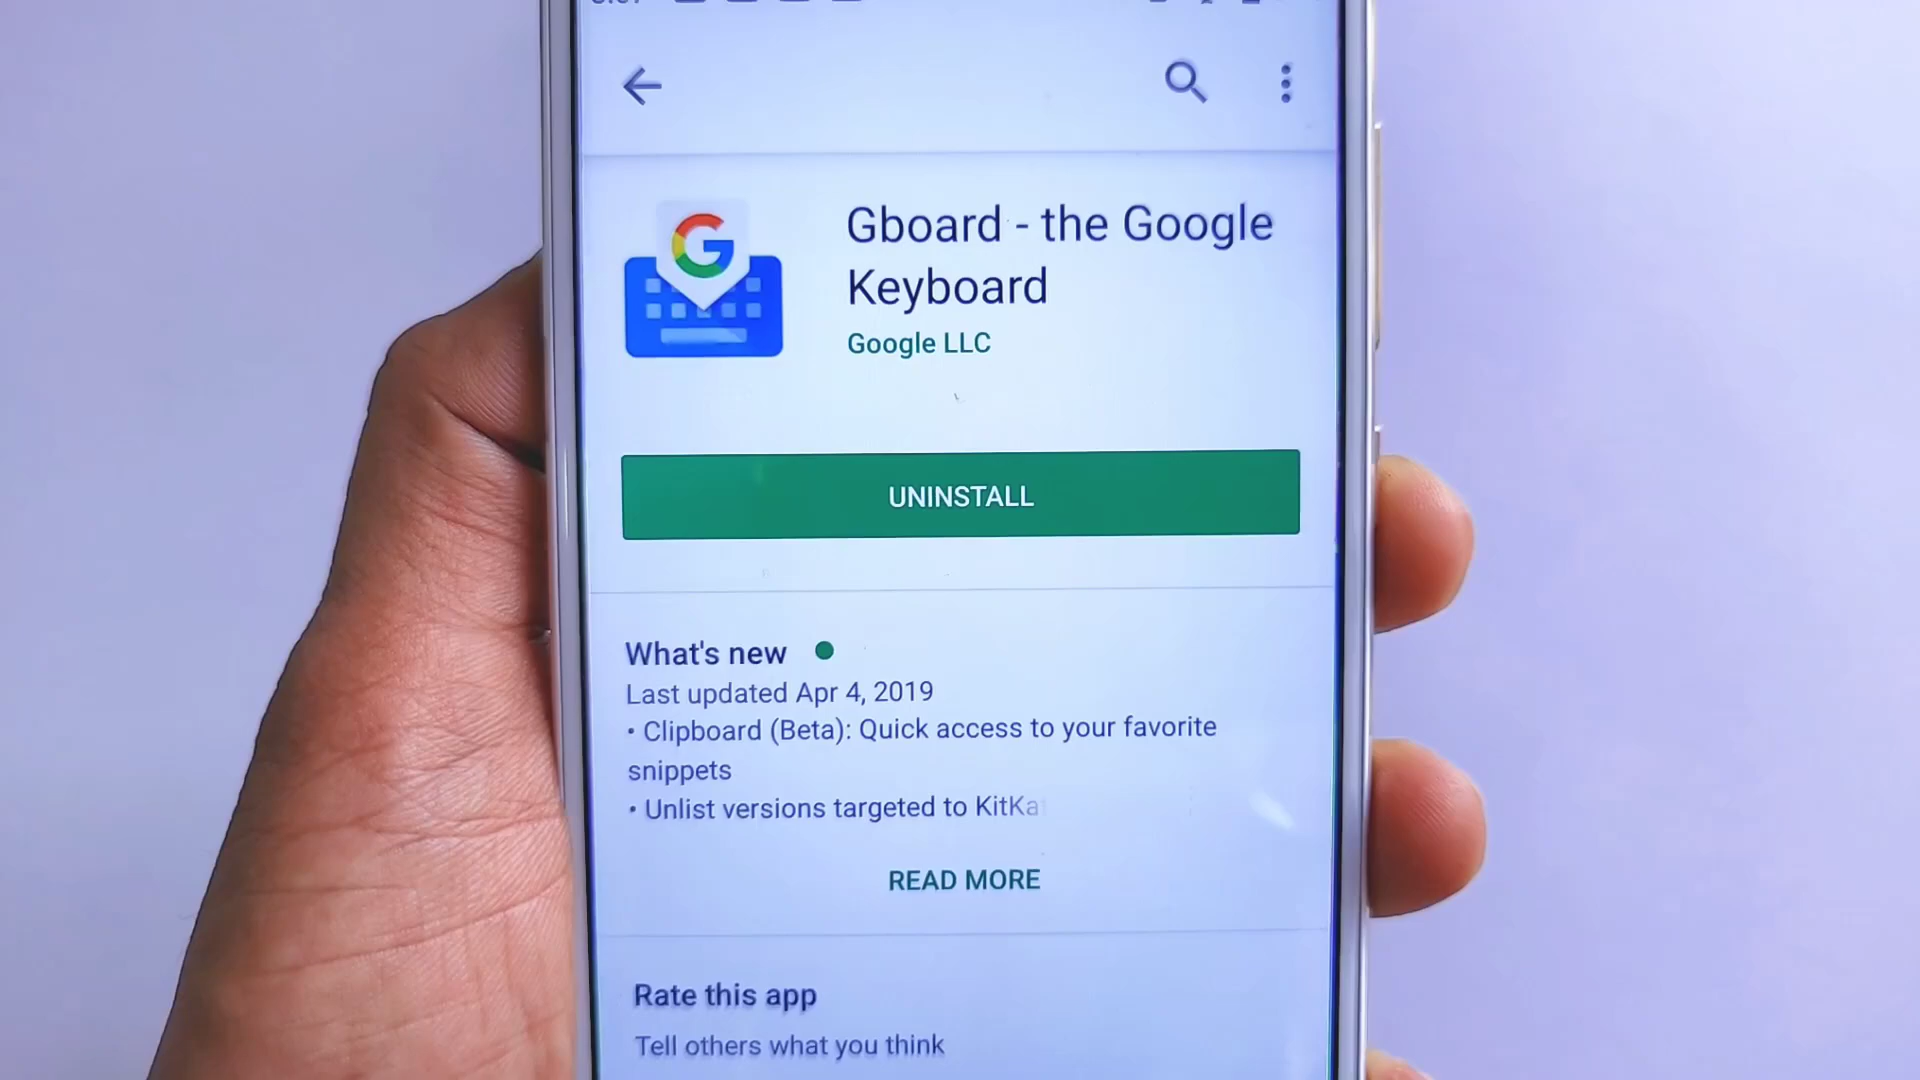 Gboard - the Google
Keyboard
Google LLC
UNINSTALL
What's new
Last updated Apr 4, 2019
• Clipboard (Beta): Quick access to your favorite
snippets
• Unlist versions targeted to KitKa
READ MORE
Rate this app
Tell others what you think